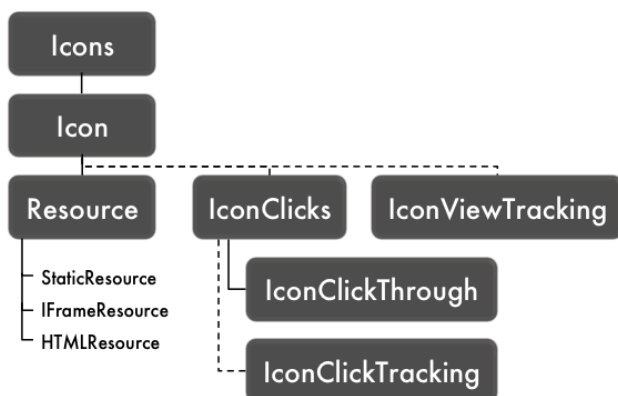 Icons
Icon
Resource
IconClicks
IconViewTracking
StaticResource
IFrameResource
HTMLResource
IconClickThrough
IconClickTracking